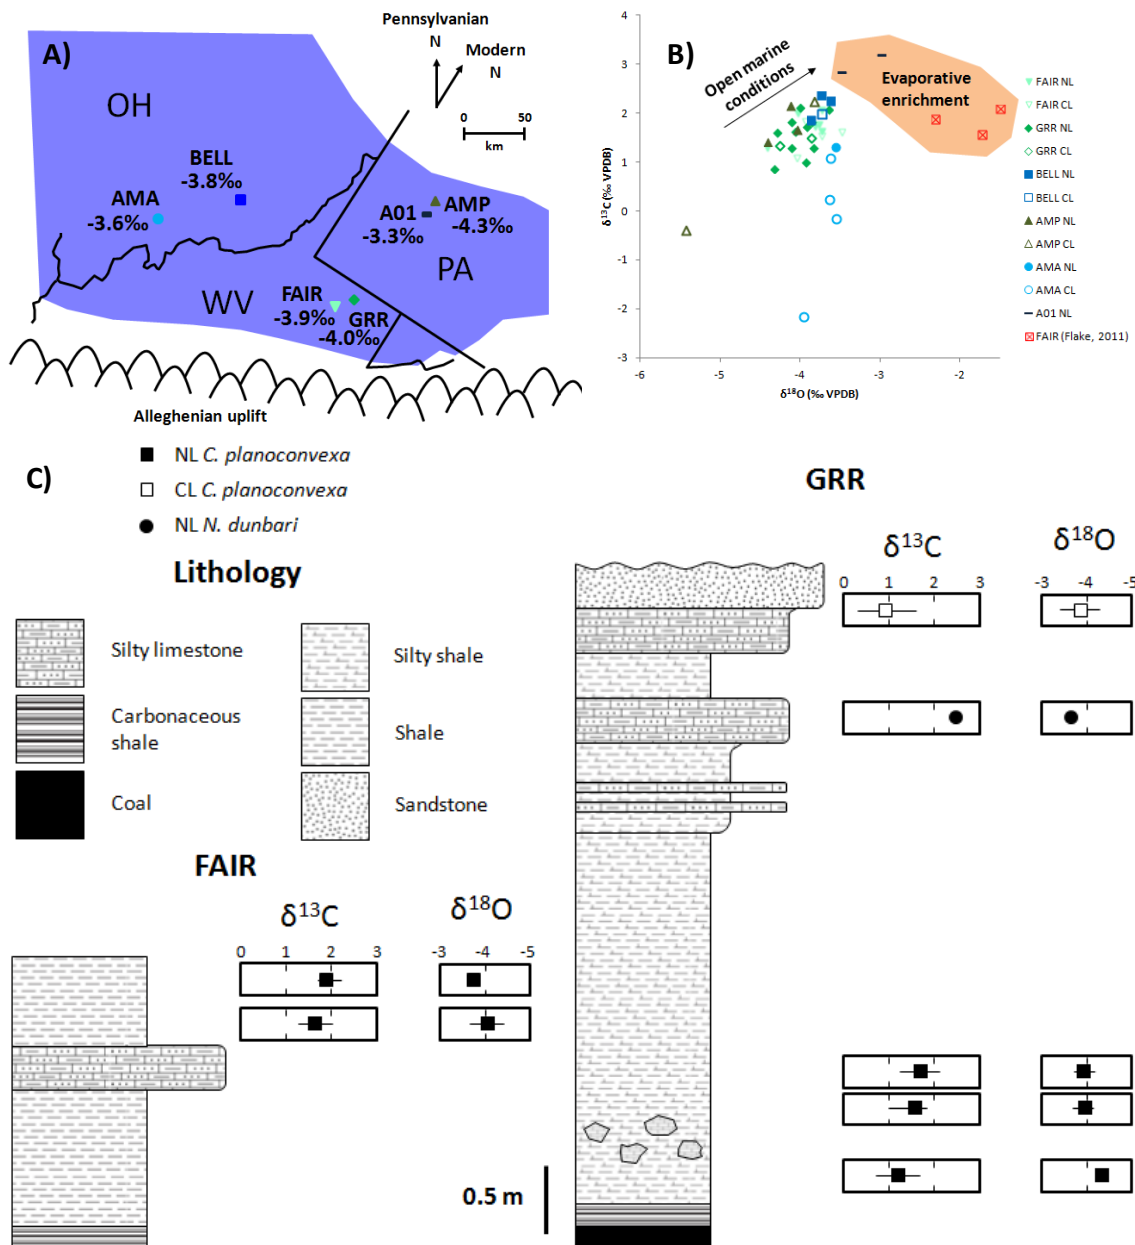 A)
Pennsylvanian
N
Modern
N
0 50
km
OH
BELL
-3.8‰
AMA
-3.6‰
A01
-3.3‰
AMP
-4.3‰
PA
WV
FAIR
-3.9‰
GRR
-4.0‰
Alleghenian uplift
B)
4
3
2
1
0
-1
-2
-3
δ13C (‰ VPDB)
-6 -5 -4 -3 -2
δ18O (‰ VPDB)
Open marine
conditions
Evaporative
enrichment
FAIR NL
FAIR CL
GRR NL
GRR CL
BELL NL
BELL CL
AMP NL
AMP CL
AMA NL
AMA CL
A01 NL
FAIR (Flake, 2011)
C)
NL C. planoconvexa
CL C. planoconvexa
NL N. dunbari
Lithology
Silty limestone
Silty shale
Carbonaceous
shale
Shale
Coal
Sandstone
FAIR
δ13C
δ18O
0 1 2 3
-3 -4 -5
0.5 m
GRR
δ13C
δ18O
0 1 2 3
-3 -4 -5